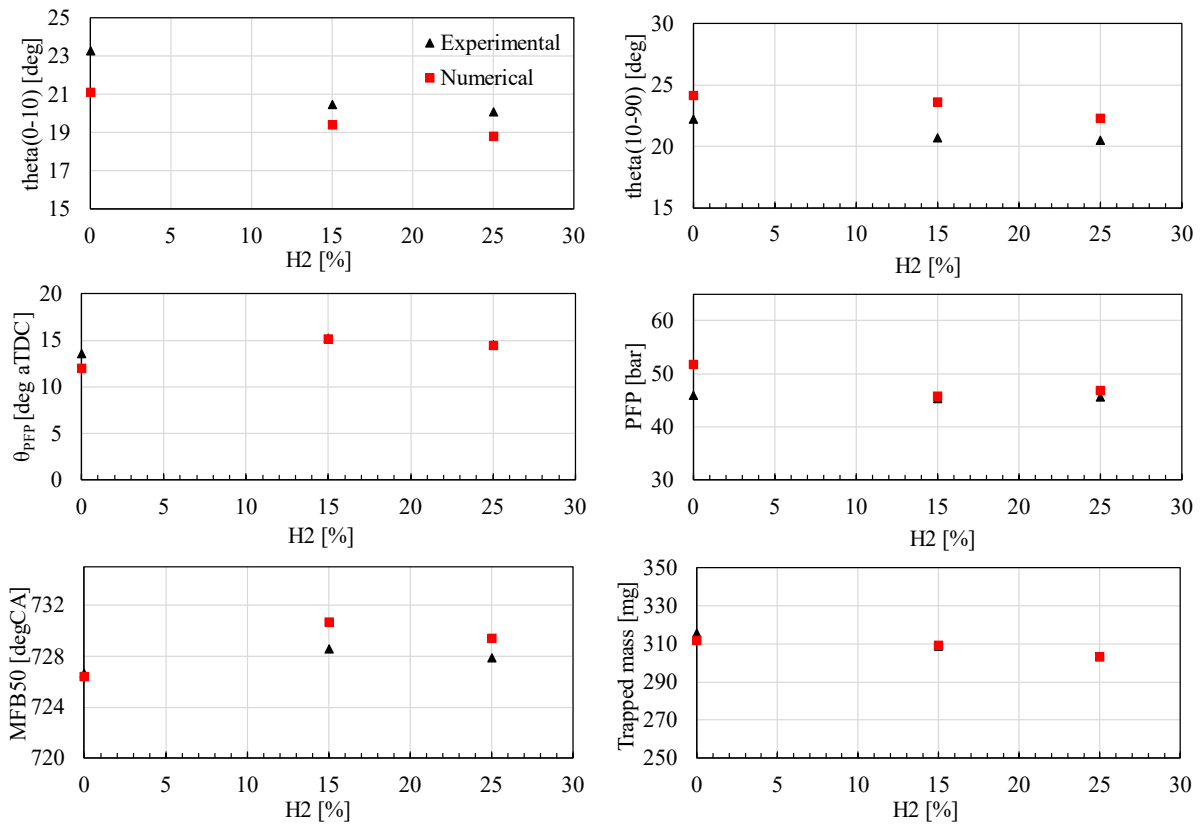 theta(0-10) [deg]
25
23
21
19
17
15
Experimental
Numerical
0 5 10 15 20 25 30
H2 [%]
theta(10-90) [deg]
30
25
20
15
0 5 10 15 20 25 30
H2 [%]
θPFP [deg aTDC]
20
15
10
5
0
0 5 10 15 20 25 30
H2 [%]
PFP [bar]
60
50
40
30
0 5 10 15 20 25 30
H2 [%]
MFB50 [degCA]
732
728
724
720
0 5 10 15 20 25 30
H2 [%]
Trapped mass [mg]
350
330
310
290
270
250
0 5 10 15 20 25 30
H2 [%]